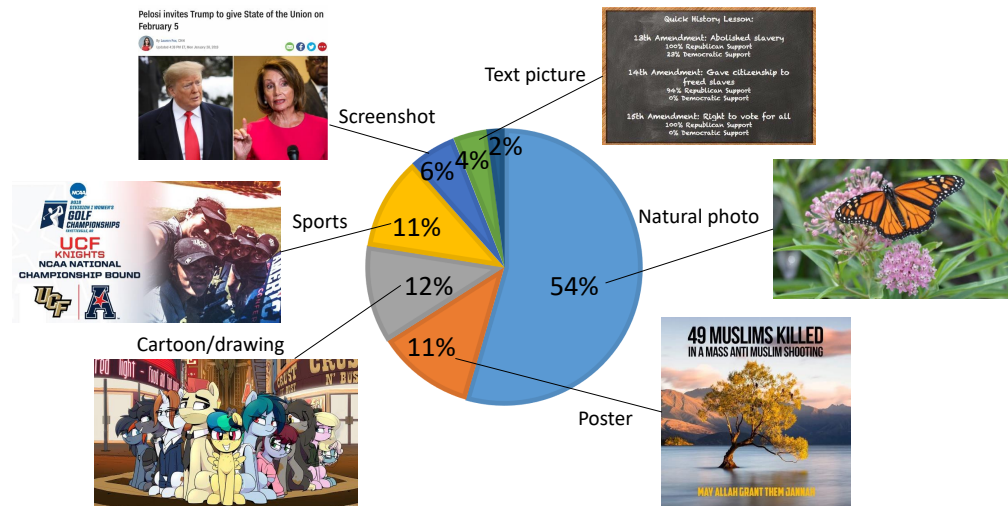 Pelosi invites Trump to give State of the Union on
February 5
Quick History Lesson:
13th Amendment: Abolished slavery
100% Republican Support
23% Democratic Support
14th Amendment: Gave citizenship to
freed slaves
94% Republican Support
0% Democratic Support
15th Amendment: Right to vote for all
100% Republican Support
0% Democratic Support
Text picture
Screenshot
2%
4%
6%
NCAA
2019
DIVISION I WOMEN'S
GOLF
CHAMPIONSHIPS
UCF
KNIGHTS
NCAA NATIONAL
CHAMPIONSHIP BOUND
UCF
A
Sports
11%
Natural photo
54%
12%
Cartoon/drawing
11%
Poster
49 MUSLIMS KILLED
IN A MASS ANTI MUSLIM SHOOTING
MAY ALLAH GRANT THEM JANNAH